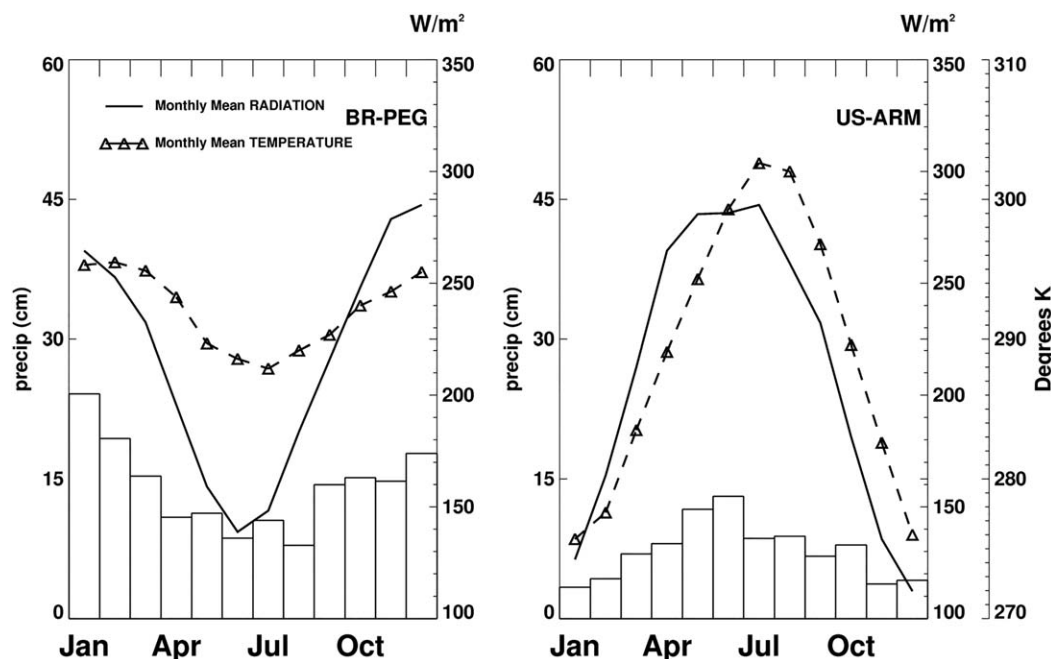 W/m²
60
45
30
15
0
precip (cm)
Monthly Mean RADIATION
Monthly Mean TEMPERATURE
BR-PEG
350
300
250
200
150
100
Jan Apr Jul Oct
W/m²
60
45
30
15
0
precip (cm)
US-ARM
350
300
250
200
150
100
310
300
290
280
270
Degrees K
Jan Apr Jul Oct